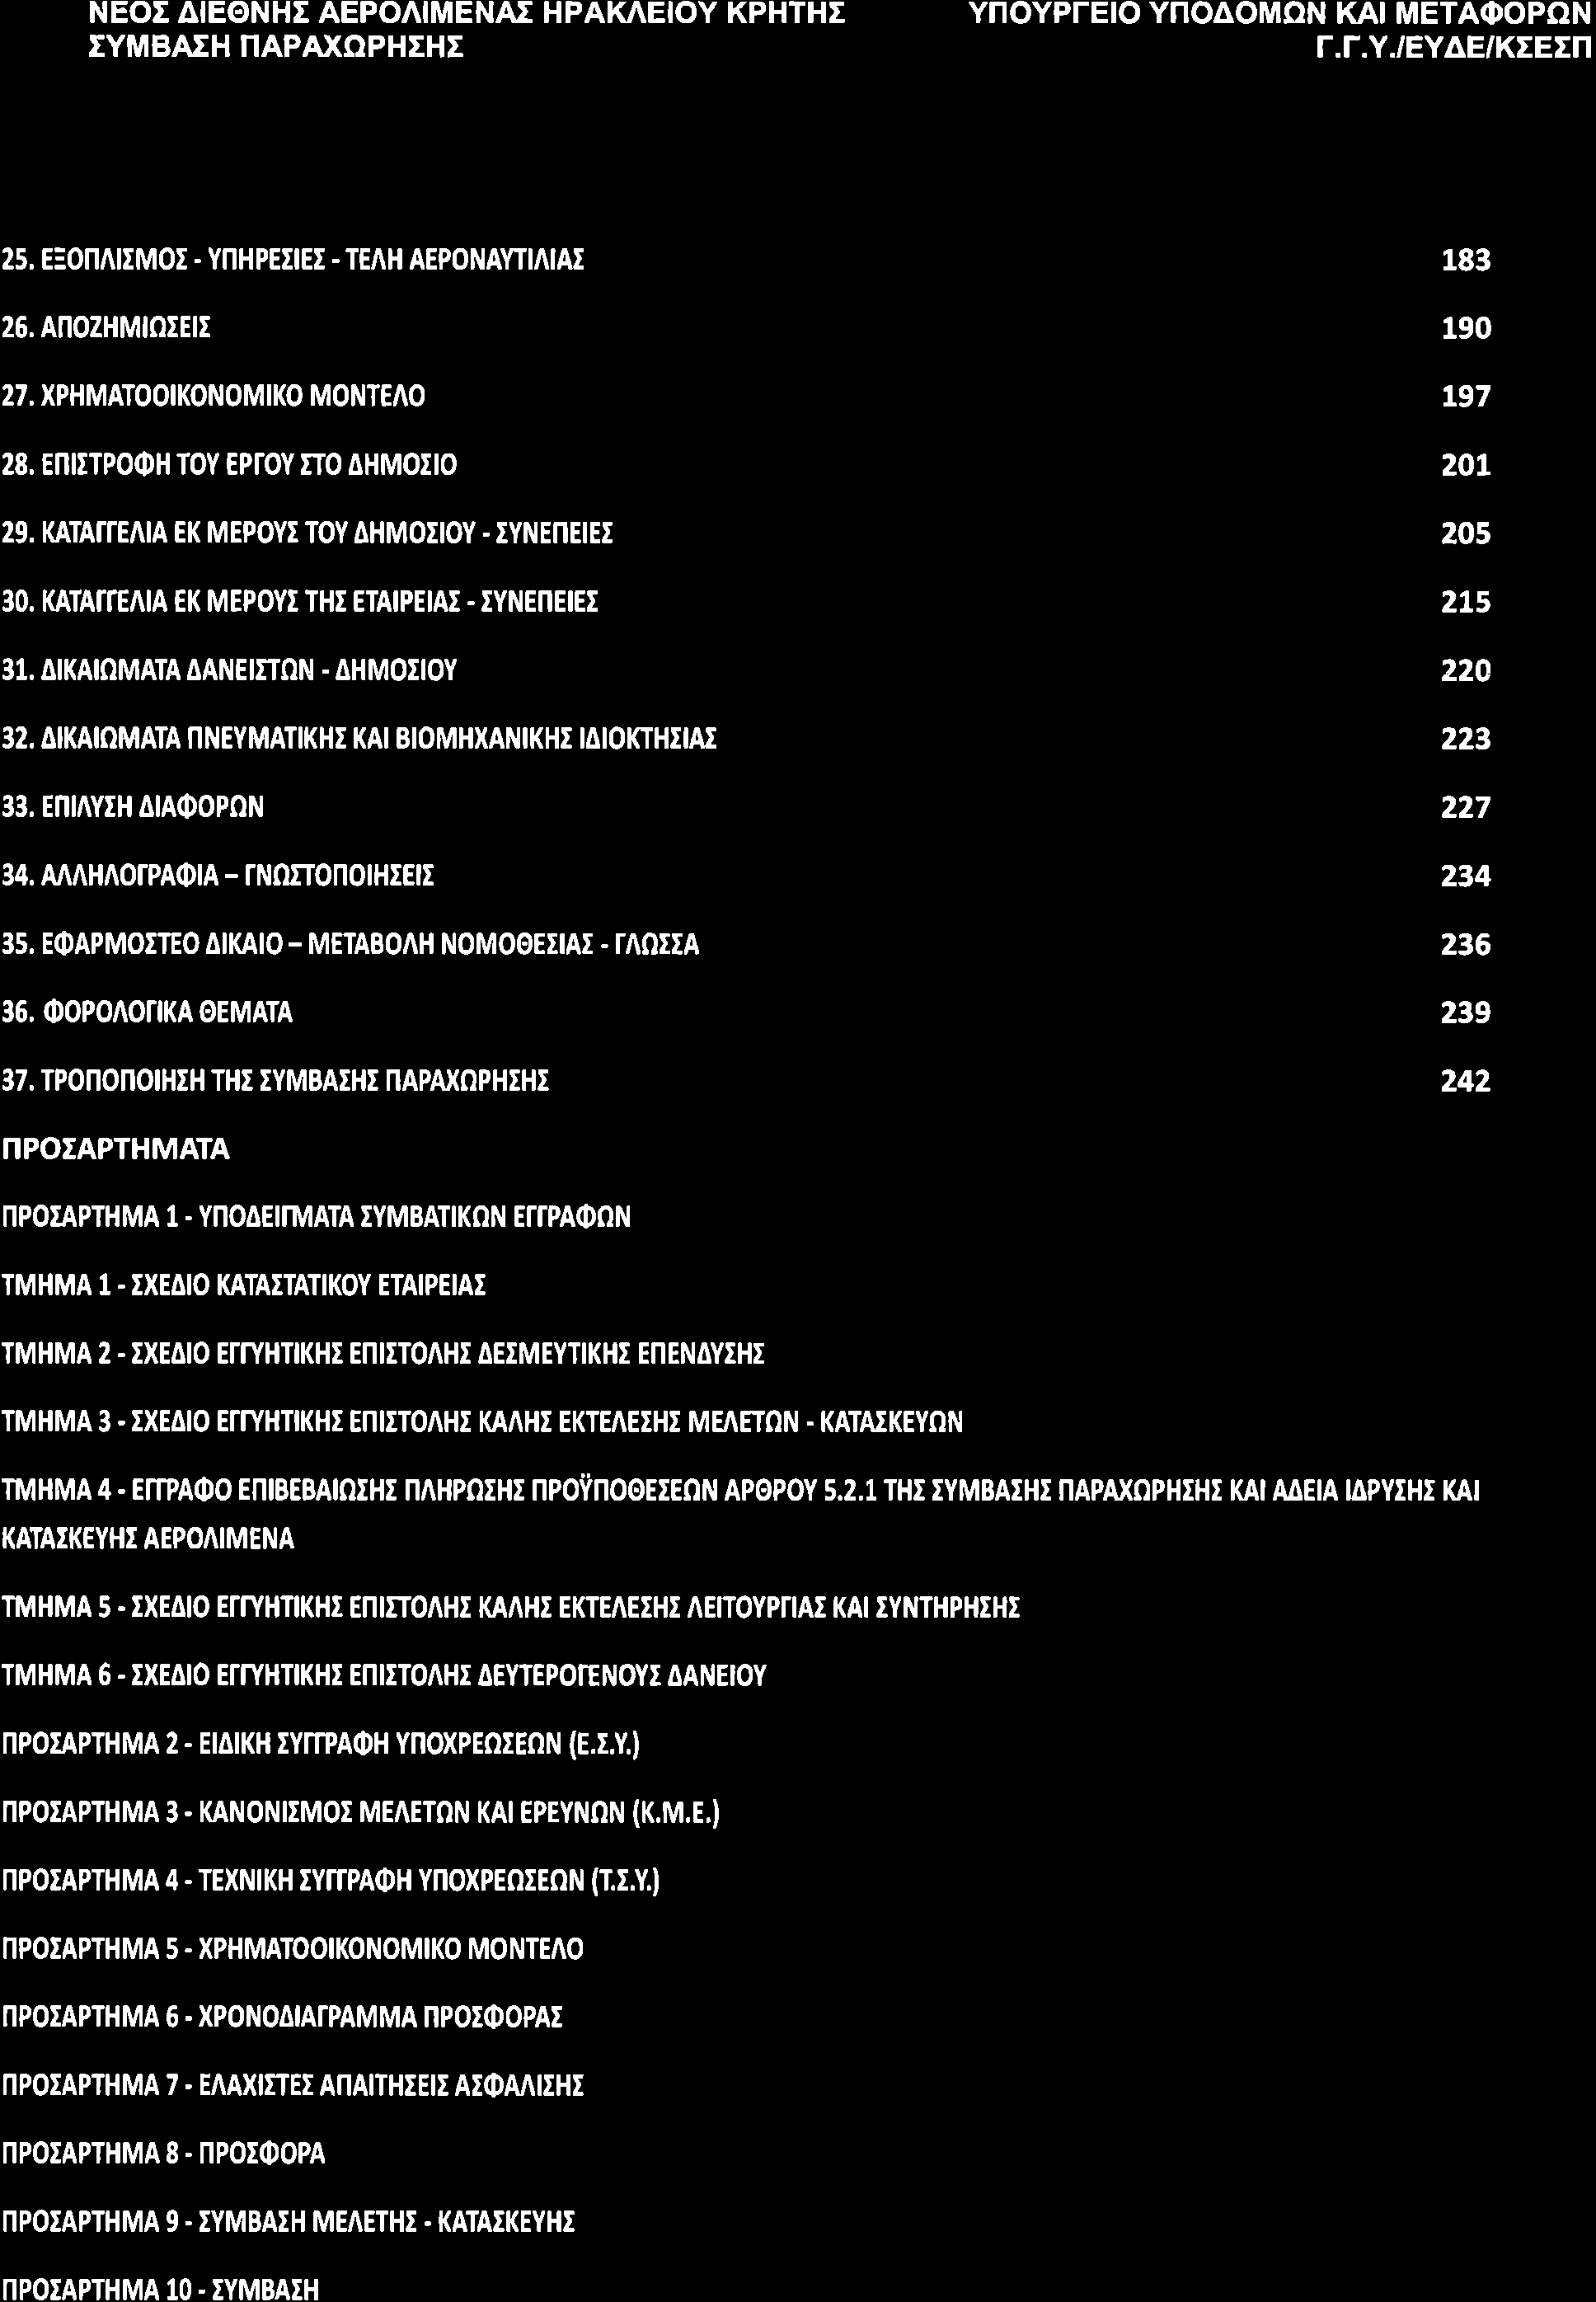 ΝΕΟΣ ΔΙΕΘΝΗΣ ΑΕΡΟΛΙΜΕΝΑΣ ΗΡΑΚΛΕΙΟΥ ΚΡΗΤΗΣ ΥΠΟΥΡΓΕΙΟ ΥΠΟΔΟΜΩΝ ΚΑΙ ΜΕΤΑΦΟΡΩΝ
ΣΥΜΒΑΣΗ ΠΑΡΑΧΩΡΗΣΗΣ Γ.Γ.Υ./ΕΥΔΕ/ΚΣΕΣΠ
25. ΕΞΟΠΛΙΣΜΟΣ - ΥΠΗΡΕΣΙΕΣ - ΤΕΛΗ ΑΕΡΟΝΑΥΤΙΛΙΑΣ 183
26. ΑΠΟΖΗΜΙΩΣΕΙΣ 190
27. ΧΡΗΜΑΤΟΟΙΚΟΝΟΜΙΚΟ ΜΟΝΤΕΛΟ 197
28. ΕΠΙΣΤΡΟΦΗ ΤΟΥ ΕΡΓΟΥ ΣΤΟ ΔΗΜΟΣΙΟ 201
29. ΚΑΤΑΓΓΕΛΙΑ ΕΚ ΜΕΡΟΥΣ ΤΟΥ ΔΗΜΟΣΙΟΥ - ΣΥΝΕΠΕΙΕΣ 205
30. ΚΑΤΑΓΓΕΛΙΑ ΕΚ ΜΕΡΟΥΣ ΤΗΣ ΕΤΑΙΡΕΙΑΣ - ΣΥΝΕΠΕΙΕΣ 215
31. ΔΙΚΑΙΩΜΑΤΑ ΔΑΝΕΙΣΤΩΝ - ΔΗΜΟΣΙΟΥ 220
32. ΔΙΚΑΙΩΜΑΤΑ ΠΝΕΥΜΑΤΙΚΗΣ ΚΑΙ ΒΙΟΜΗΧΑΝΙΚΗΣ ΙΔΙΟΚΤΗΣΙΑΣ 223
33. ΕΠΙΛΥΣΗ ΔΙΑΦΟΡΩΝ 227
34. ΑΛΛΗΛΟΓΡΑΦΙΑ – ΓΝΩΣΤΟΠΟΙΗΣΕΙΣ 234
35. ΕΦΑΡΜΟΣΤΕΟ ΔΙΚΑΙΟ – ΜΕΤΑΒΟΛΗ ΝΟΜΟΘΕΣΙΑΣ - ΓΛΩΣΣΑ 236
36. ΦΟΡΟΛΟΓΙΚΑ ΘΕΜΑΤΑ 239
37. ΤΡΟΠΟΠΟΙΗΣΗ ΤΗΣ ΣΥΜΒΑΣΗΣ ΠΑΡΑΧΩΡΗΣΗΣ 242
ΠΡΟΣΑΡΤΗΜΑΤΑ
ΠΡΟΣΑΡΤΗΜΑ 1 - ΥΠΟΔΕΙΓΜΑΤΑ ΣΥΜΒΑΤΙΚΩΝ ΕΓΓΡΑΦΩΝ
ΤΜΗΜΑ 1 - ΣΧΕΔΙΟ ΚΑΤΑΣΤΑΤΙΚΟΥ ΕΤΑΙΡΕΙΑΣ
ΤΜΗΜΑ 2 - ΣΧΕΔΙΟ ΕΓΓΥΗΤΙΚΗΣ ΕΠΙΣΤΟΛΗΣ ΔΕΣΜΕΥΤΙΚΗΣ ΕΠΕΝΔΥΣΗΣ
ΤΜΗΜΑ 3 - ΣΧΕΔΙΟ ΕΓΓΥΗΤΙΚΗΣ ΕΠΙΣΤΟΛΗΣ ΚΑΛΗΣ ΕΚΤΕΛΕΣΗΣ ΜΕΛΕΤΩΝ - ΚΑΤΑΣΚΕΥΩΝ
ΤΜΗΜΑ 4 - ΕΓΓΡΑΦΟ ΕΠΙΒΕΒΑΙΩΣΗΣ ΠΛΗΡΩΣΗΣ ΠΡΟΫΠΟΘΕΣΕΩΝ ΑΡΘΡΟΥ 5.2.1 ΤΗΣ ΣΥΜΒΑΣΗΣ ΠΑΡΑΧΩΡΗΣΗΣ ΚΑΙ ΑΔΕΙΑ ΙΔΡΥΣΗΣ ΚΑΙ
ΚΑΤΑΣΚΕΥΗΣ ΑΕΡΟΛΙΜΕΝΑ
ΤΜΗΜΑ 5 - ΣΧΕΔΙΟ ΕΓΓΥΗΤΙΚΗΣ ΕΠΙΣΤΟΛΗΣ ΚΑΛΗΣ ΕΚΤΕΛΕΣΗΣ ΛΕΙΤΟΥΡΓΙΑΣ ΚΑΙ ΣΥΝΤΗΡΗΣΗΣ
ΤΜΗΜΑ 6 - ΣΧΕΔΙΟ ΕΓΓΥΗΤΙΚΗΣ ΕΠΙΣΤΟΛΗΣ ΔΕΥΤΕΡΟΓΕΝΟΥΣ ΔΑΝΕΙΟΥ
ΠΡΟΣΑΡΤΗΜΑ 2 - ΕΙΔΙΚΗ ΣΥΓΓΡΑΦΗ ΥΠΟΧΡΕΩΣΕΩΝ (Ε.Σ.Υ.)
ΠΡΟΣΑΡΤΗΜΑ 3 - ΚΑΝΟΝΙΣΜΟΣ ΜΕΛΕΤΩΝ ΚΑΙ ΕΡΕΥΝΩΝ (Κ.Μ.Ε.)
ΠΡΟΣΑΡΤΗΜΑ 4 - ΤΕΧΝΙΚΗ ΣΥΓΓΡΑΦΗ ΥΠΟΧΡΕΩΣΕΩΝ (Τ.Σ.Υ.)
ΠΡΟΣΑΡΤΗΜΑ 5 - ΧΡΗΜΑΤΟΟΙΚΟΝΟΜΙΚΟ ΜΟΝΤΕΛΟ
ΠΡΟΣΑΡΤΗΜΑ 6 - ΧΡΟΝΟΔΙΑΓΡΑΜΜΑ ΠΡΟΣΦΟΡΑΣ
ΠΡΟΣΑΡΤΗΜΑ 7 - ΕΛΑΧΙΣΤΕΣ ΑΠΑΙΤΗΣΕΙΣ ΑΣΦΑΛΙΣΗΣ
ΠΡΟΣΑΡΤΗΜΑ 8 - ΠΡΟΣΦΟΡΑ
ΠΡΟΣΑΡΤΗΜΑ 9 - ΣΥΜΒΑΣΗ ΜΕΛΕΤΗΣ - ΚΑΤΑΣΚΕΥΗΣ
ΠΡΟΣΑΡΤΗΜΑ 10 - ΣΥΜΒΑΣΗ